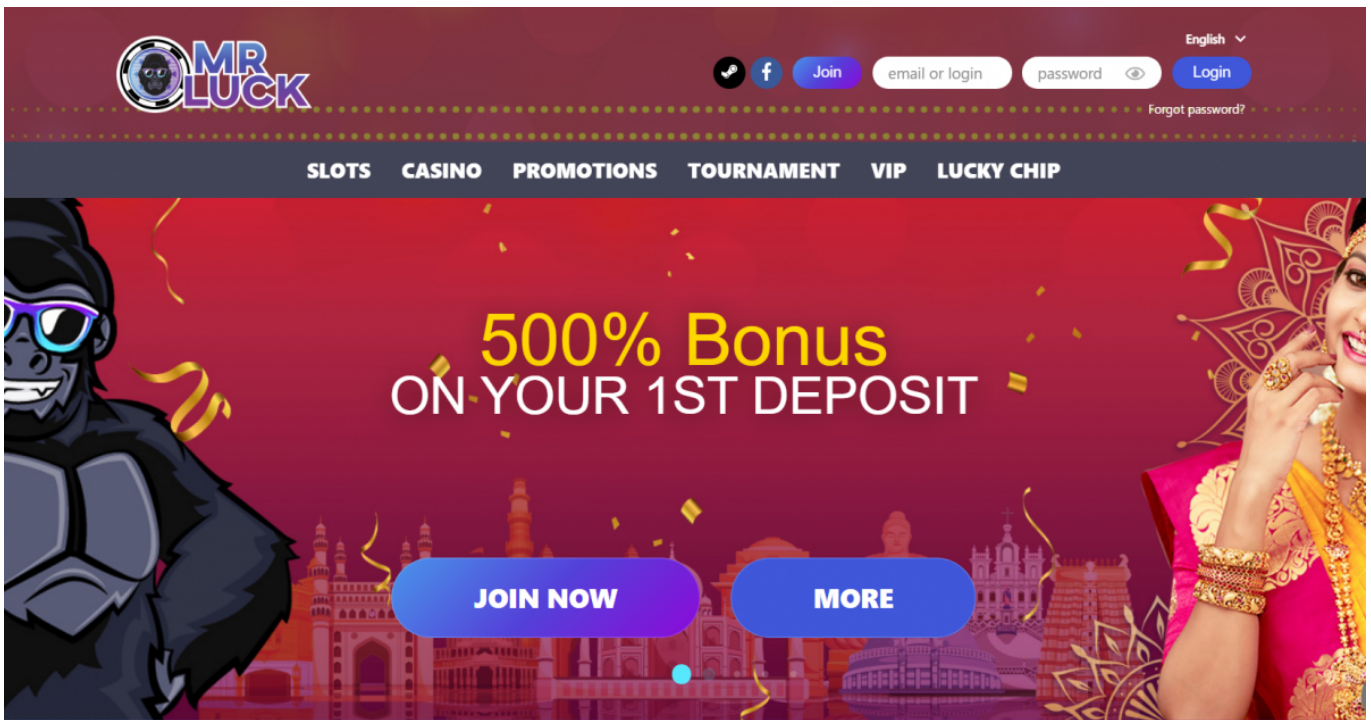 MR
LUCK
English
Join
email or login
password
Login
Forgot password?
SLOTS CASINO PROMOTIONS TOURNAMENT VIP LUCKY CHIP
500% Bonus
ON YOUR 1ST DEPOSIT
JOIN NOW
MORE